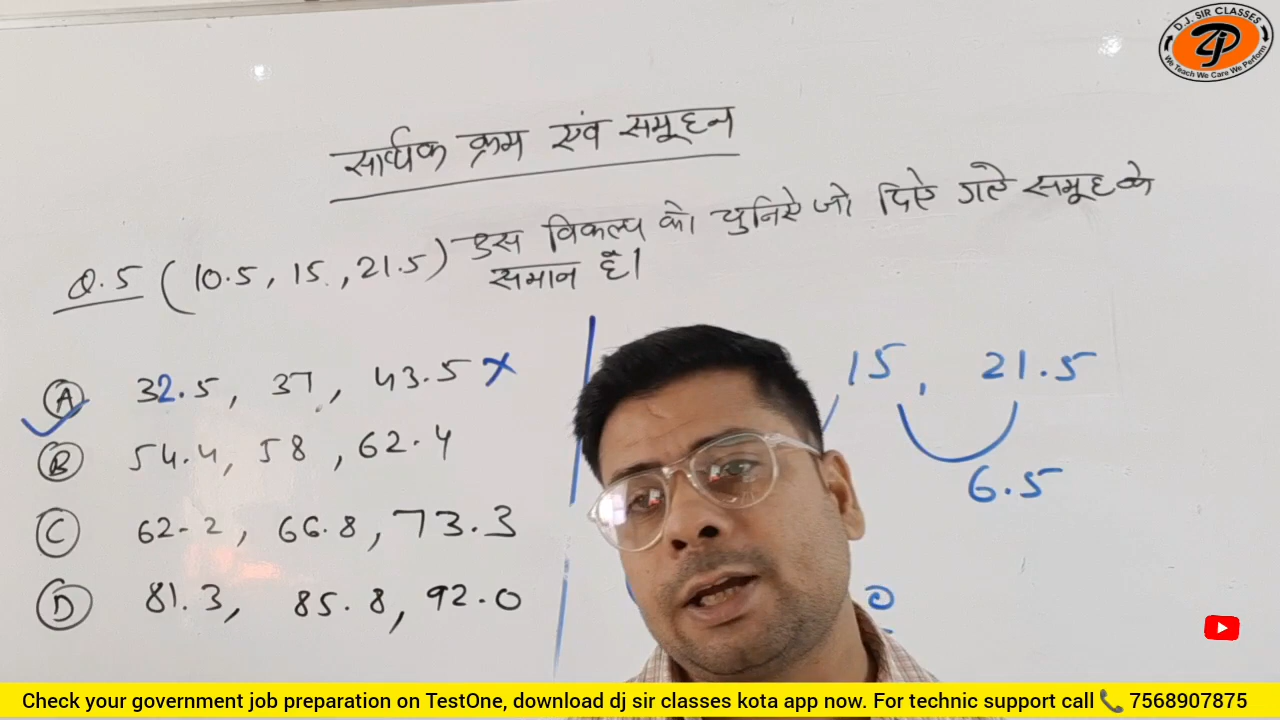 D.J. SIR CLASSES
We Teach We Care We Perform
सार्थक क्रम एवं समूहन
Q.5 (10.5, 15, 21.5) उस विकल्प को चुनिऐ जो दिऐ गते समूह के
समान है।
A 32.5, 37, 43.5 ×
B 54.4, 58, 62.4
C 62.2, 66.8, 73.3
D 81.3, 85.8, 92.0
15, 21.5
6.5
Check your government job preparation on TestOne, download dj sir classes kota app now. For technic support call 📞 7568907875